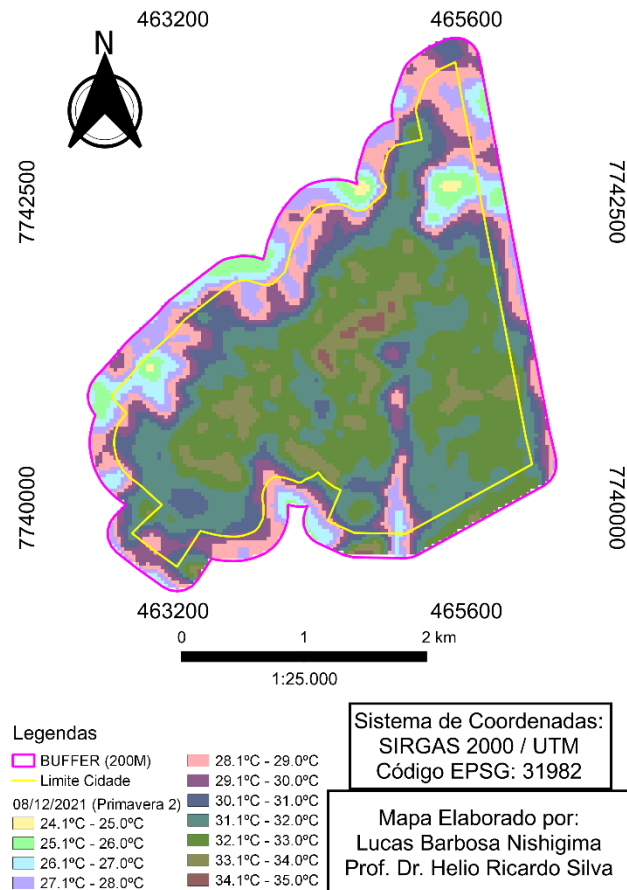 463200
465600
N
7742500
7742500
7740000
7740000
463200
465600
0
1
2 km
1:25.000
Legendas
BUFFER (200M)
Limite Cidade
08/12/2021 (Primavera 2)
24.1ºC - 25.0ºC
25.1ºC - 26.0ºC
26.1ºC - 27.0ºC
27.1ºC - 28.0ºC
28.1ºC - 29.0ºC
29.1ºC - 30.0ºC
30.1ºC - 31.0ºC
31.1ºC - 32.0ºC
32.1ºC - 33.0ºC
33.1ºC - 34.0ºC
34.1ºC - 35.0ºC
Sistema de Coordenadas:
SIRGAS 2000 / UTM
Código EPSG: 31982
Mapa Elaborado por:
Lucas Barbosa Nishigima
Prof. Dr. Helio Ricardo Silva